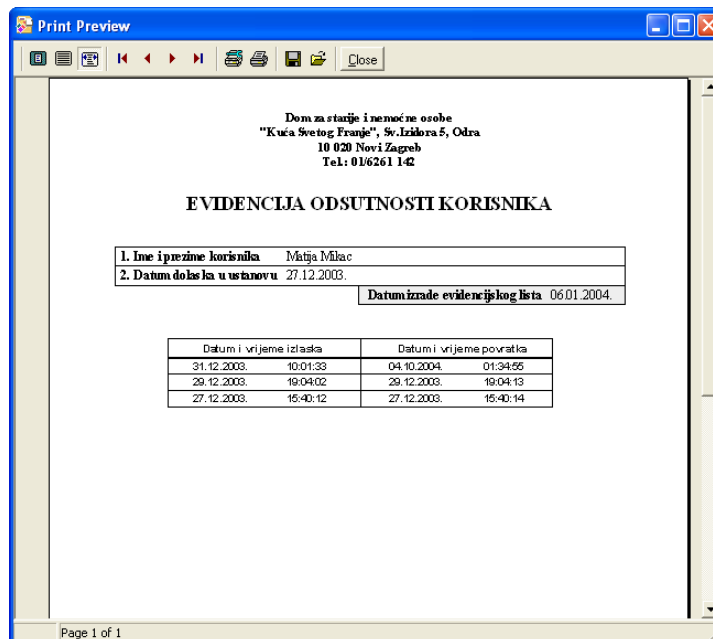 Print Preview
Close
Dom za starije i nemoćne osobe
"Kuća Svetog Franje", Sv.Izidora 5, Odra
10 020 Novi Zagreb
Tel.: 01/6261 142
EVIDENCIJA ODSUTNOSTI KORISNIKA
1. Ime i prezime korisnika Matija Mikac
2. Datum dolaska u ustanovu 27.12.2003.
Datum izrade evidencijskog lista 06.01.2004.
Datum i vrijeme izlaska Datum i vrijeme povratka
31.12.2003. 10:01:33 04.10.2004. 01:34:55
29.12.2003. 19:04:02 29.12.2003. 19:04:13
27.12.2003. 15:40:12 27.12.2003. 15:40:14
Page 1 of 1